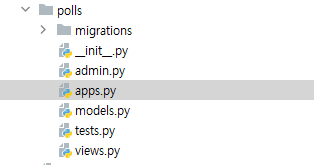 polls
migrations
__init__.py
admin.py
apps.py
models.py
tests.py
views.py